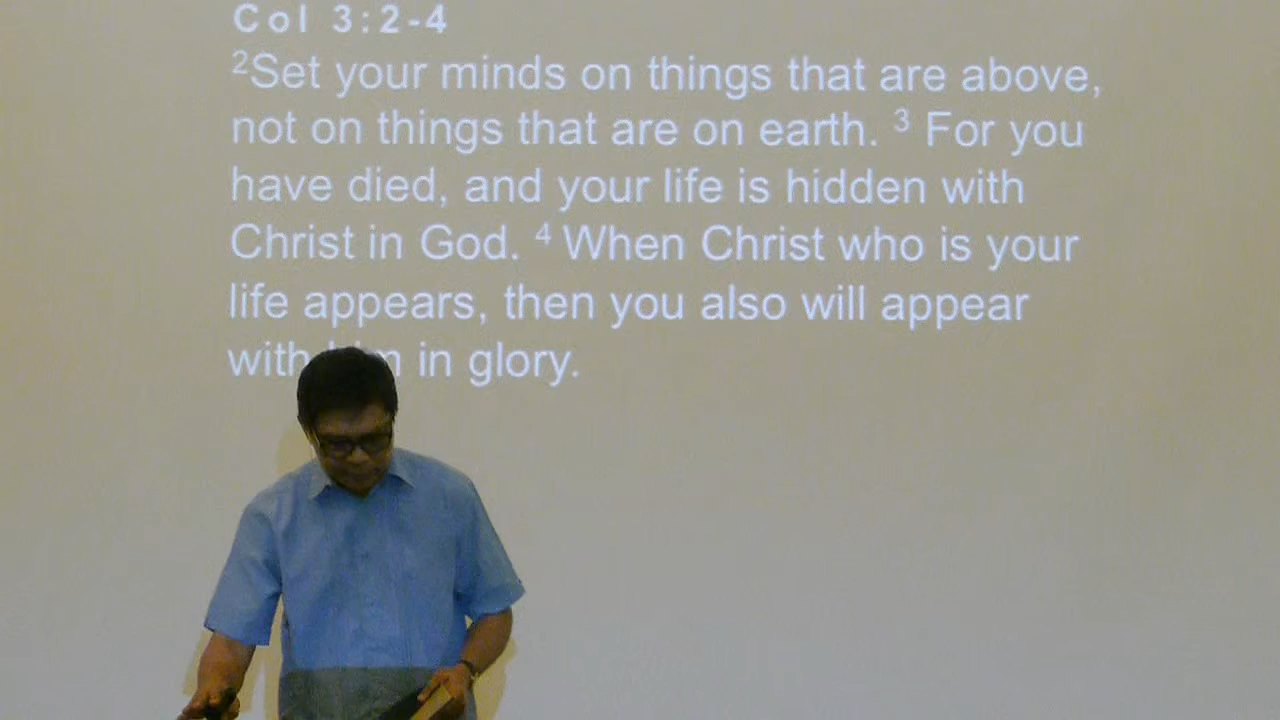 Col 3:2-4
2Set your minds on things that are above,
not on things that are on earth. 3 For you
have died, and your life is hidden with
Christ in God. 4 When Christ who is your
life appears, then you also will appear
with him in glory.